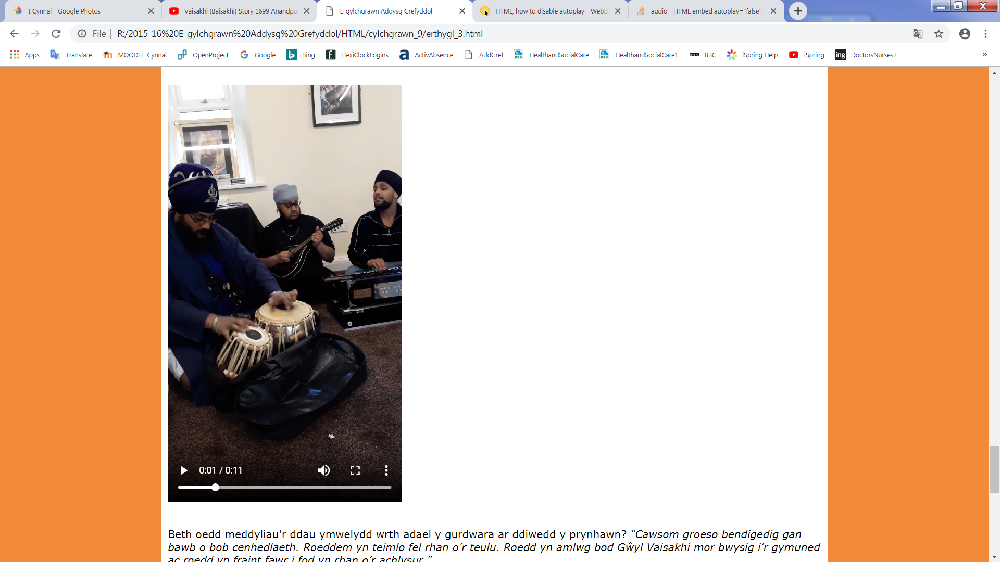 I Cynnal - Google Photos
Vaisakhi (Baisakhi) Story 1699 Anandpu
E-gylchgrawn Addysg Grefyddol
HTML, how to disable autoplay - WebD
audio - HTML embed autoplay="false",
File
R:/2015-16%20E-gylchgrawn%20Addysg%20Grefyddol/HTML/cylchgrawn_9/erthygl_3.html
Apps
Translate
MOODLE_Cynnal
OpenProject
Google
Bing
FlexiClockLogins
ActivAbsence
AddGref
HealthandSocialCare
HealthandSocialCare1
BBC
BBC
iSpring Help
iSpring
ing
DoctorsNurses2
»
0:01 / 0:11
Beth oedd meddyliau'r ddau ymwelydd wrth adael y gurdwara ar ddiwedd y prynhawn? “Cawsom groeso bendigedig gan
bawb o bob cenhedlaeth. Roeddem yn teimlo fel rhan o’r teulu. Roedd yn amlwg bod Gŵyl Vaisakhi mor bwysig i’r gymuned
ac roedd yn fraint fawr i fod yn rhan o’r achlysur.”